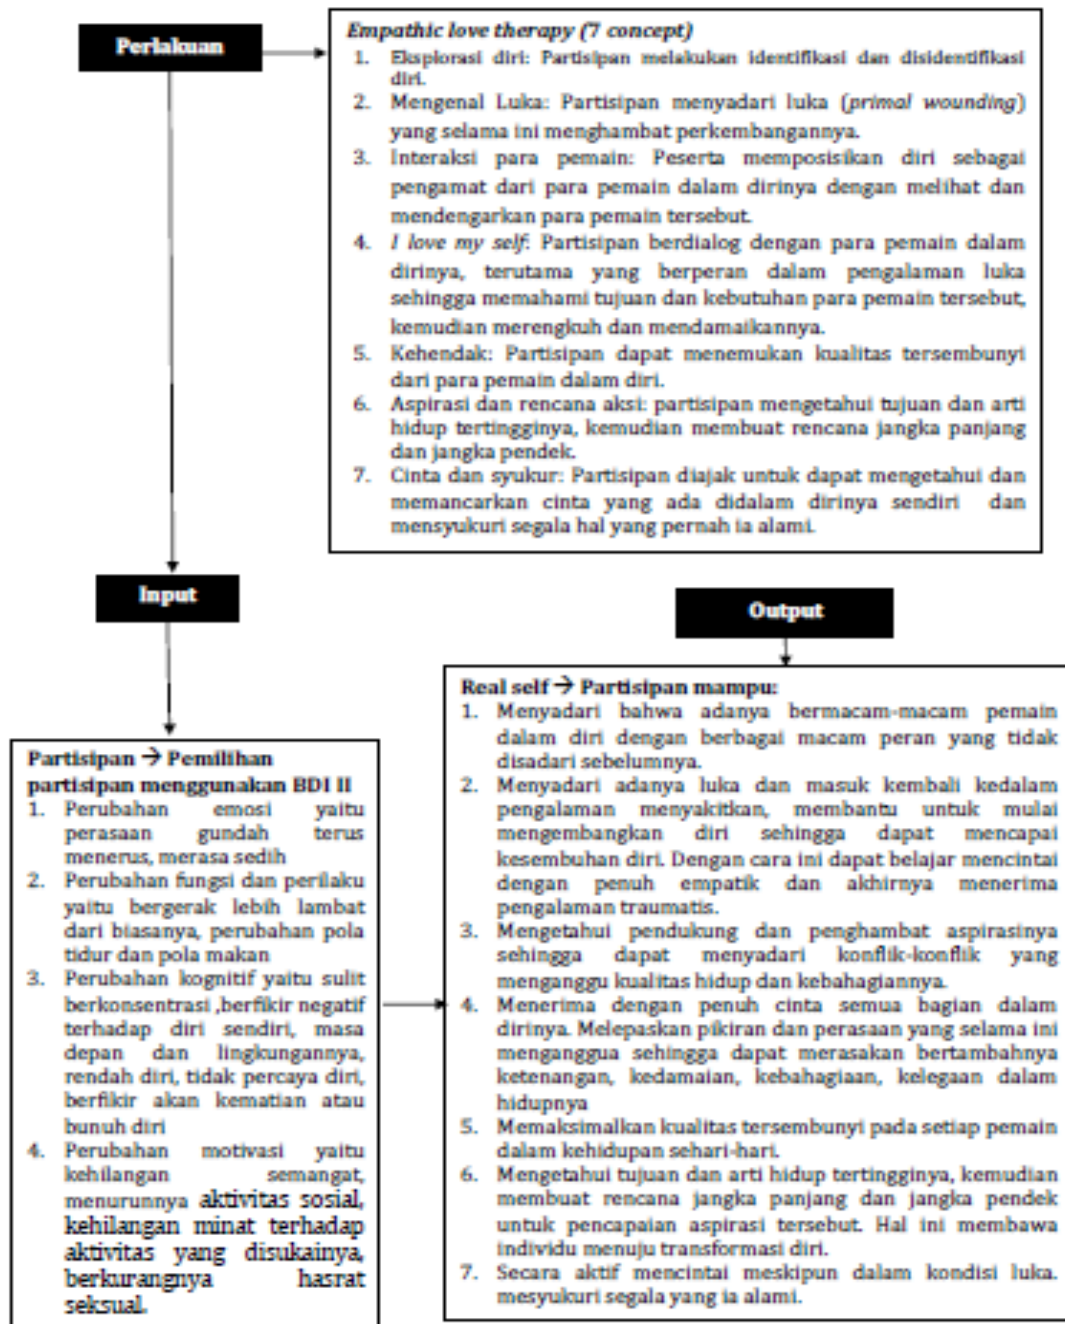 Perlakuan
Empathic love therapy (7 concept)
1. Eksplorasi diri: Partisipan melakukan identifikasi dan disidentifikasi
diri.
2. Mengenal Luka: Partisipan menyadari luka (primal wounding)
yang selama ini menghambat perkembangannya.
3. Interaksi para pemain: Peserta memposisikan diri sebagai
pengamat dari para pemain dalam dirinya dengan melihat dan
mendengarkan para pemain tersebut.
4. I love my self: Partisipan berdialog dengan para pemain dalam
dirinya, terutama yang berperan dalam pengalaman luka
sehingga memahami tujuan dan kebutuhan para pemain tersebut,
kemudian merengkuh dan mendamaikannya.
5. Kehendak: Partisipan dapat menemukan kualitas tersembunyi
dari para pemain dalam diri.
6. Aspirasi dan rencana aksi: partisipan mengetahui tujuan dan arti
hidup tertingginya, kemudian membuat rencana jangka panjang
dan jangka pendek.
7. Cinta dan syukur: Partisipan diajak untuk dapat mengetahui dan
memancarkan cinta yang ada didalam dirinya sendiri dan
mensyukuri segala hal yang pernah ia alami.
Input
Partisipan → Pemilihan
partisipan menggunakan BDI II
1. Perubahan emosi yaitu
perasaan gundah terus
menerus, merasa sedih
2. Perubahan fungsi dan perilaku
yaitu bergerak lebih lambat
dari biasanya, perubahan pola
tidur dan pola makan
3. Perubahan kognitif yaitu sulit
berkonsentrasi ,berfikir negatif
terhadap diri sendiri, masa
depan dan lingkungannya,
rendah diri, tidak percaya diri,
berfikir akan kematian atau
bunuh diri
4. Perubahan motivasi yaitu
kehilangan semangat,
menurunnya aktivitas sosial,
kehilangan minat terhadap
aktivitas yang disukainya,
berkurangnya hasrat
seksual.
Output
Real self → Partisipan mampu:
1. Menyadari bahwa adanya bermacam-macam pemain
dalam diri dengan berbagai macam peran yang tidak
disadari sebelumnya.
2. Menyadari adanya luka dan masuk kembali kedalam
pengalaman menyakitkan, membantu untuk mulai
mengembangkan diri sehingga dapat mencapai
kesembuhan diri. Dengan cara ini dapat belajar mencintai
dengan penuh empatik dan akhirnya menerima
pengalaman traumatis.
3. Mengetahui pendukung dan penghambat aspirasinya
sehingga dapat menyadari konflik-konflik yang
menganggu kualitas hidup dan kebahagiannya.
4. Menerima dengan penuh cinta semua bagian dalam
dirinya. Melepaskan pikiran dan perasaan yang selama ini
menganggua sehingga dapat merasakan bertambahnya
ketenangan, kedamaian, kebahagiaan, kelegaan dalam
hidupnya
5. Memaksimalkan kualitas tersembunyi pada setiap pemain
dalam kehidupan sehari-hari.
6. Mengetahui tujuan dan arti hidup tertingginya, kemudian
membuat rencana jangka panjang dan jangka pendek
untuk pencapaian aspirasi tersebut. Hal ini membawa
individu menuju transformasi diri.
7. Secara aktif mencintai meskipun dalam kondisi luka.
mesyukuri segala yang ia alami.